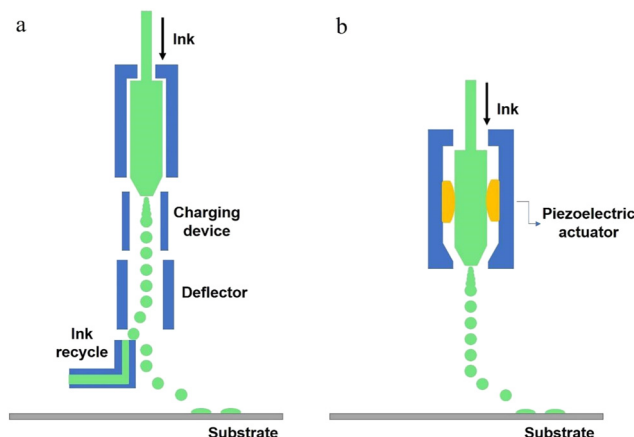 a
Ink
Charging
device
Deflector
Ink
recycle
Substrate
b
Ink
Piezoelectric
actuator
Substrate